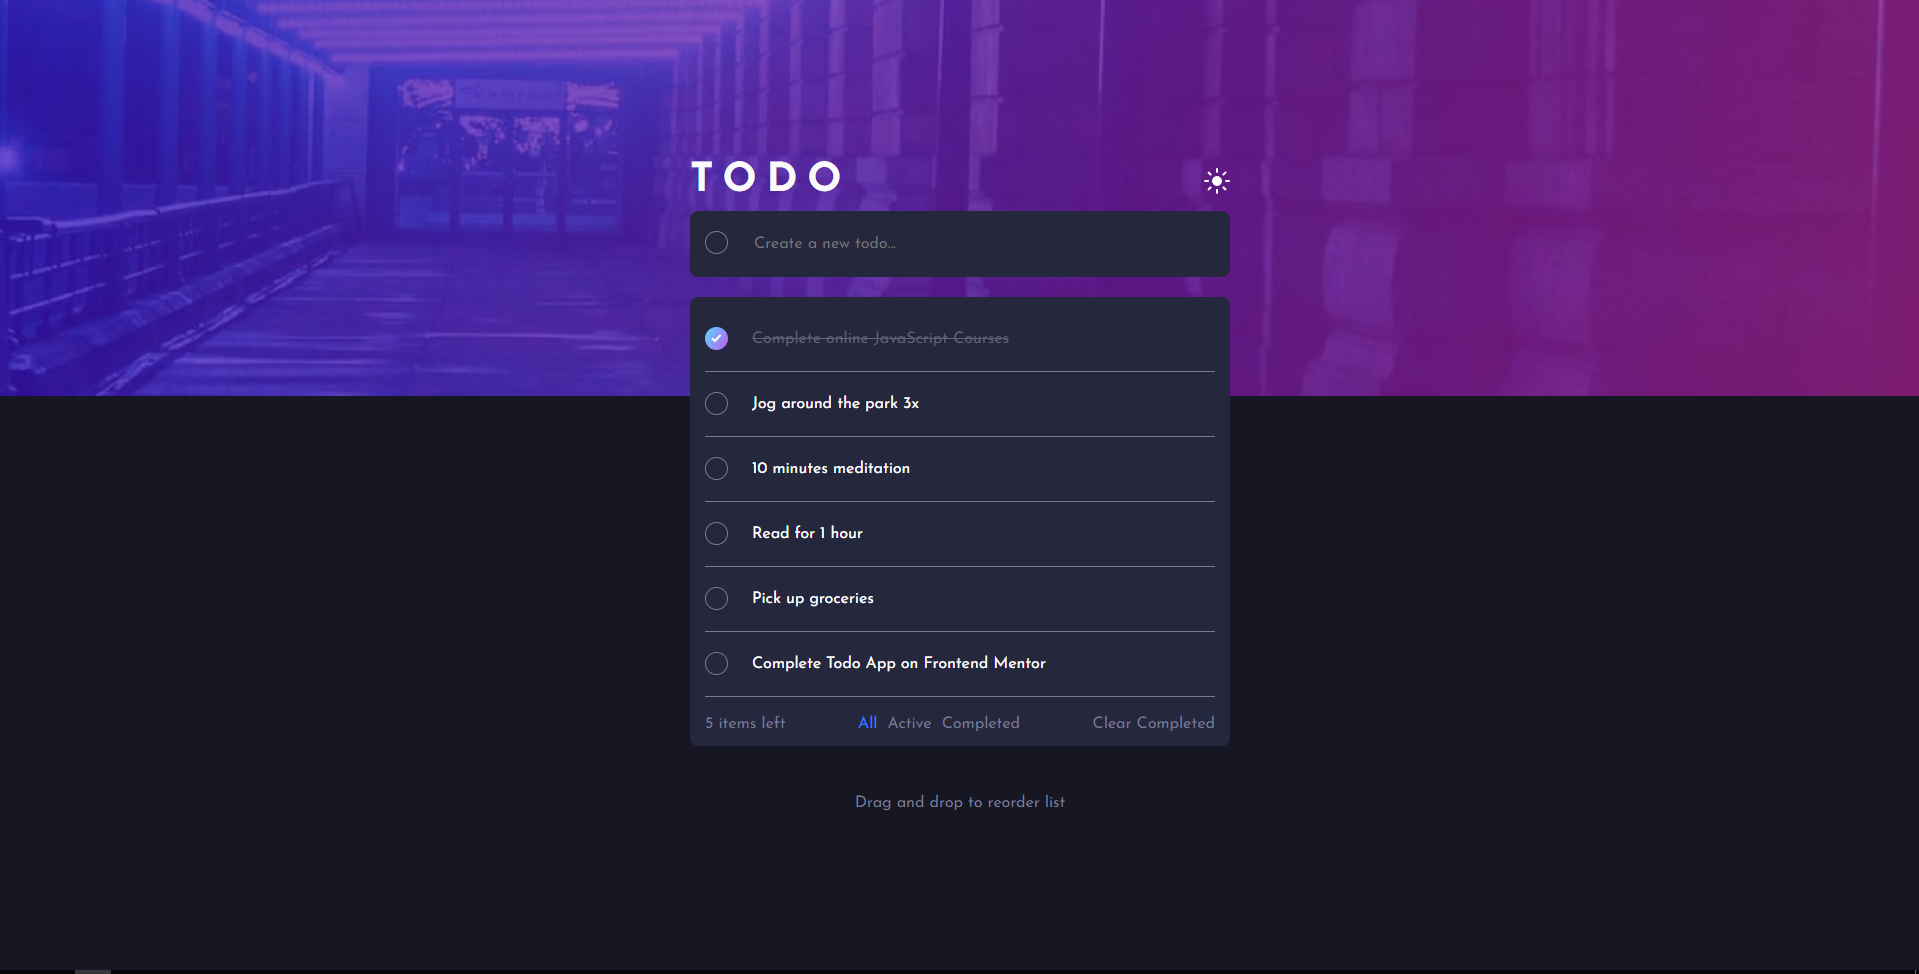 TODO
Create a new todo...
Complete online JavaScript Courses
Jog around the park 3x
10 minutes meditation
Read for 1 hour
Pick up groceries
Complete Todo App on Frontend Mentor
5 items left All Active Completed Clear Completed
Drag and drop to reorder list